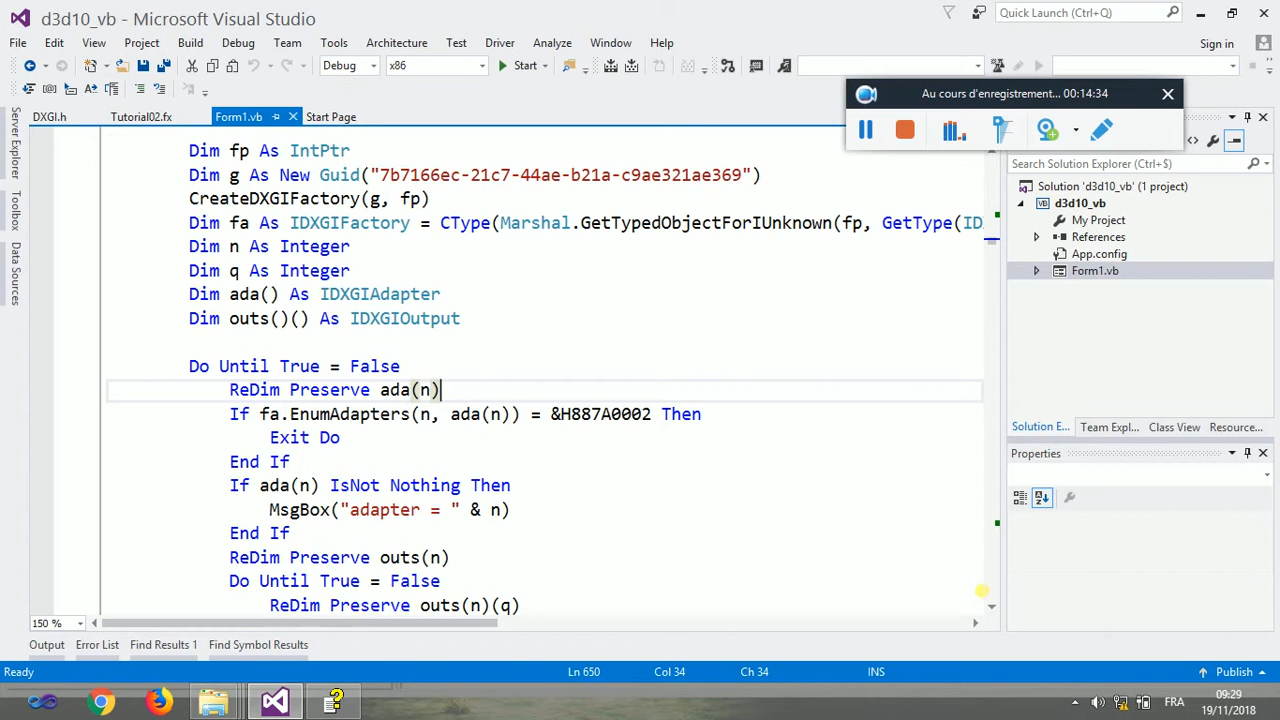 d3d10_vb - Microsoft Visual Studio
Quick Launch (Ctrl+Q)
File Edit View Project Build Debug Team Tools Architecture Test Driver Analyze Window Help
Sign in
Debug x86 Start
Au cours d'enregistrement... 00:14:34
DXGI.h Tutorial02.fx Form1.vb Start Page
Server Explorer
Toolbox
Data Sources
Dim fp As IntPtr
Dim g As New Guid("7b7166ec-21c7-44ae-b21a-c9ae321ae369")
CreateDXGIFactory(g, fp)
Dim fa As IDXGIFactory = CType(Marshal.GetTypedObjectForIUnknown(fp, GetType(ID
Dim n As Integer
Dim q As Integer
Dim ada() As IDXGIAdapter
Dim outs()() As IDXGIOutput
Do Until True = False
ReDim Preserve ada(n)
If fa.EnumAdapters(n, ada(n)) = &H887A0002 Then
Exit Do
End If
If ada(n) IsNot Nothing Then
MsgBox("adapter = " & n)
End If
ReDim Preserve outs(n)
Do Until True = False
ReDim Preserve outs(n)(q)
150 %
Search Solution Explorer (Ctrl+$)
Solution 'd3d10_vb' (1 project)
d3d10_vb
My Project
References
App.config
Form1.vb
Solution E... Team Expl... Class View Resource...
Properties
Output Error List Find Results 1 Find Symbol Results
Ready Ln 650 Col 34 Ch 34 INS Publish
FRA
09:29
19/11/2018